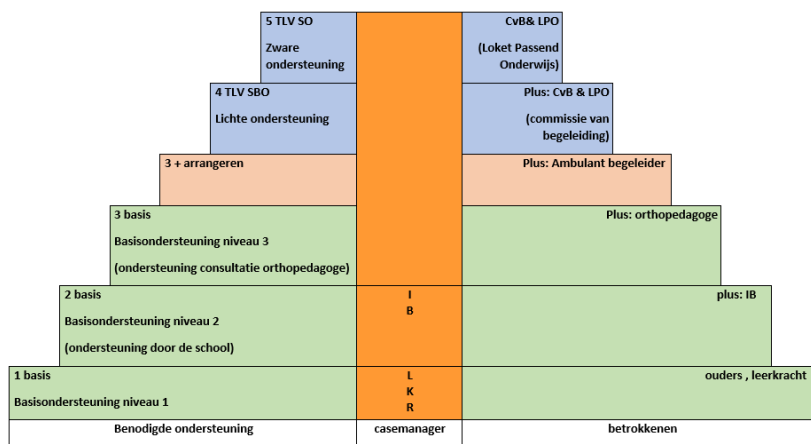 5 TLV SO
Zware
ondersteuning
CvB& LPO
(Loket Passend
Onderwijs)
4 TLV SBO
Lichte ondersteuning
Plus: CvB & LPO
(commissie van
begeleiding)
3 + arrangeren
Plus: Ambulant begeleider
3 basis
Basisondersteuning niveau 3
(ondersteuning consultatie orthopedagoge)
Plus: orthopedagoge
2 basis
Basisondersteuning niveau 2
(ondersteuning door de school)
I
B
plus: IB
1 basis
Basisondersteuning niveau 1
L
K
R
ouders , leerkracht
Benodigde ondersteuning
casemanager
betrokkenen